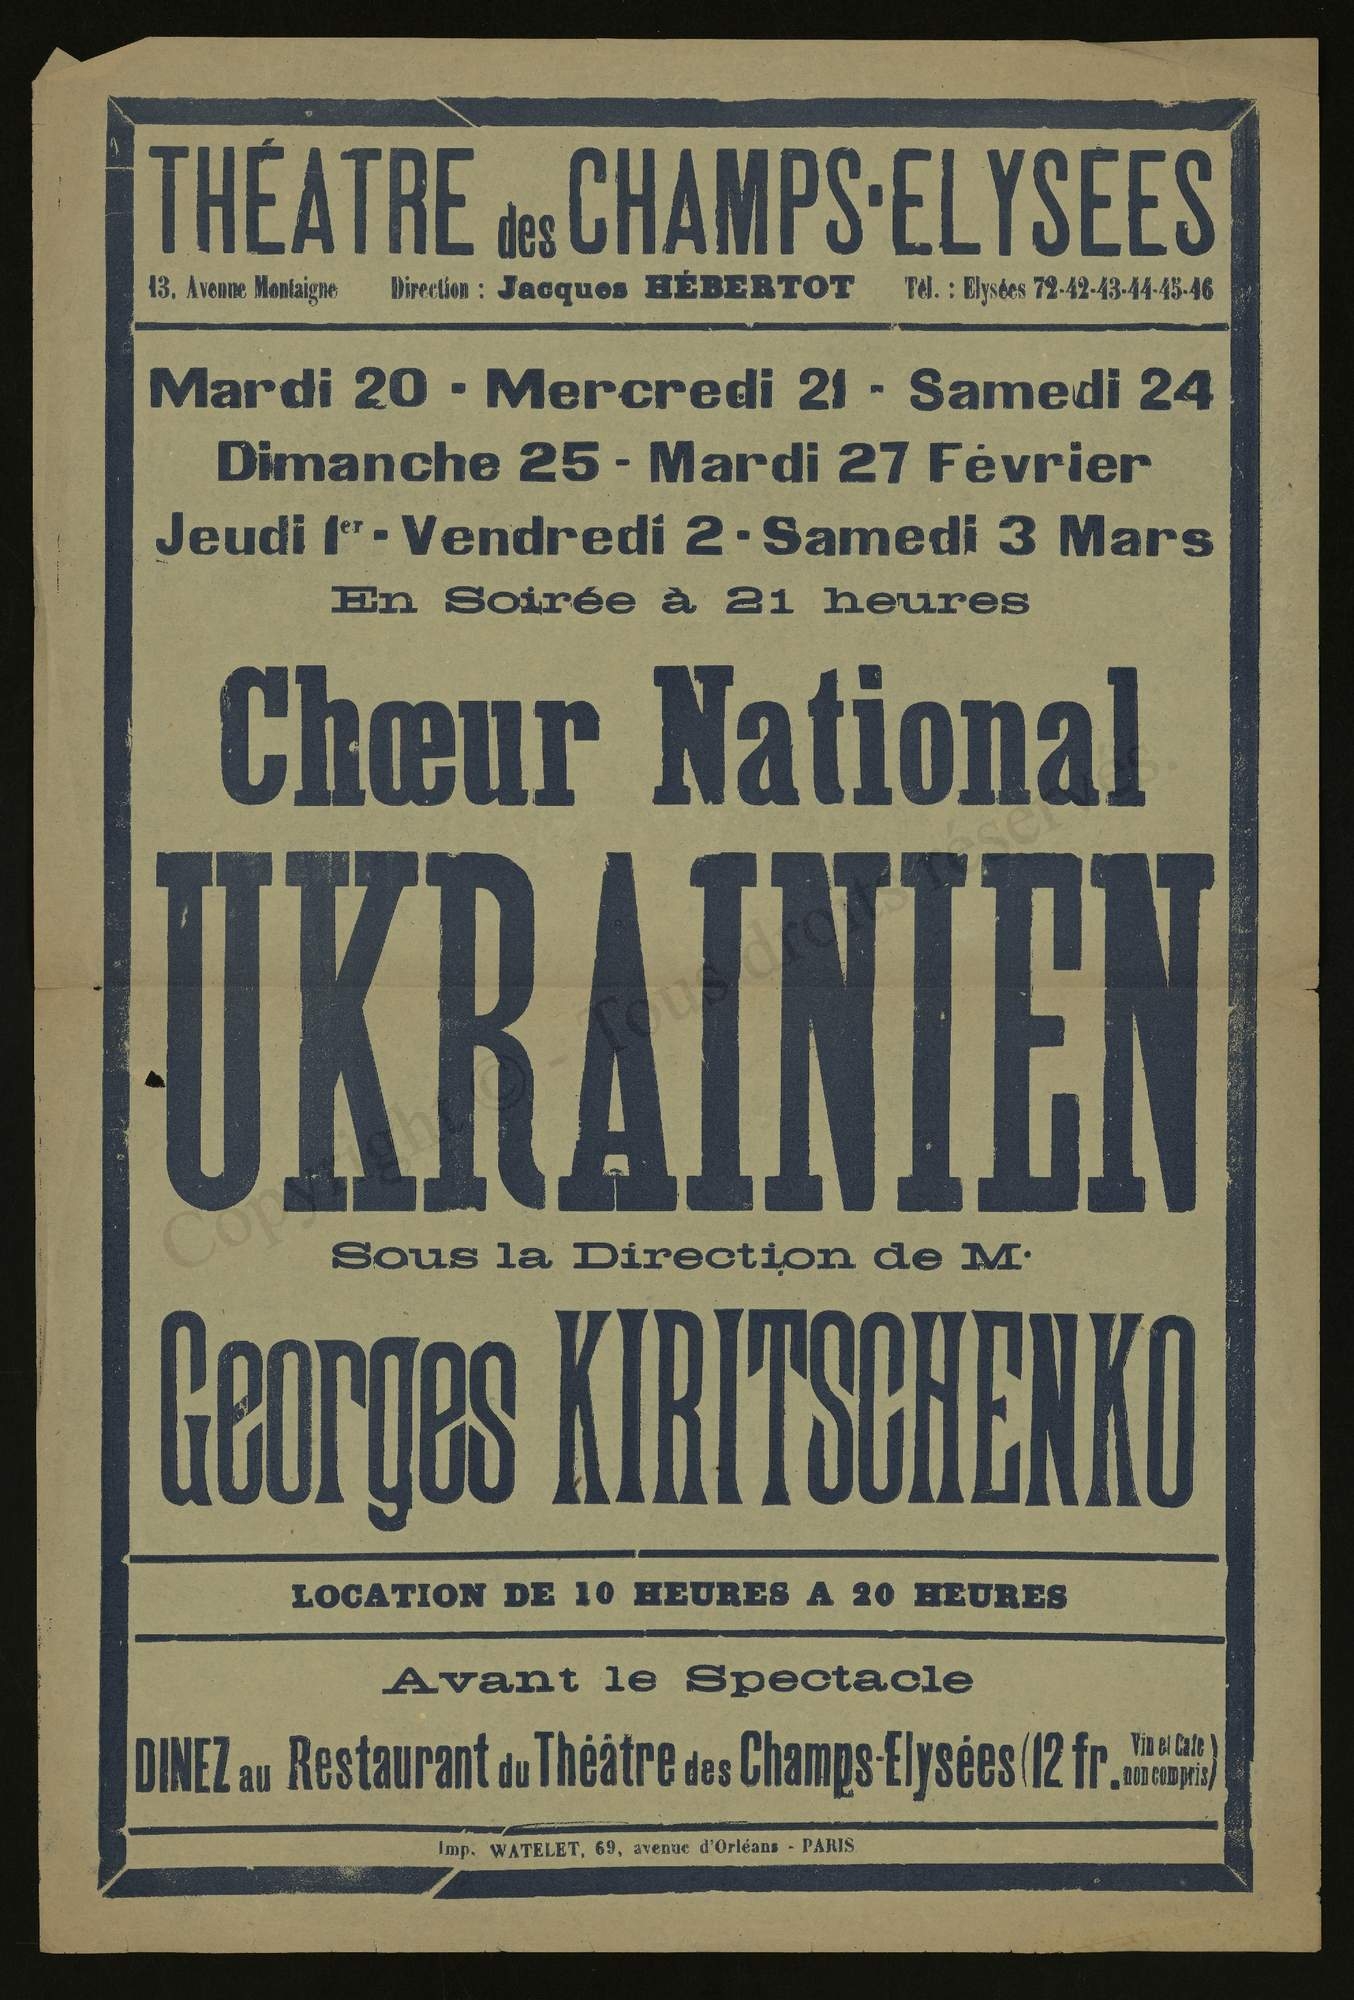 THÉATRE des CHAMPS-ELYSÉES
13, Avenue Montaigne Direction : Jacques HÉBERTOT Tél. : Elysées 72-42-43-44-45-46
Mardi 20 - Mercredi 21 - Samedi 24
Dimanche 25 - Mardi 27 Février
Jeudi 1er - Vendredi 2 - Samedi 3 Mars
En Soirée à 21 heures
Chœur National
UKRAINIEN
Sous la Direction de M.
Georges KIRITSCHENKO
LOCATION DE 10 HEURES A 20 HEURES
Avant le Spectacle
DINEZ au Restaurant du Théâtre des Champs-Elysées (12 fr. Vin et Café non compris)
Imp. WATELET, 69, avenue d'Orléans - PARIS
Copyright © - Tous droits réservés.